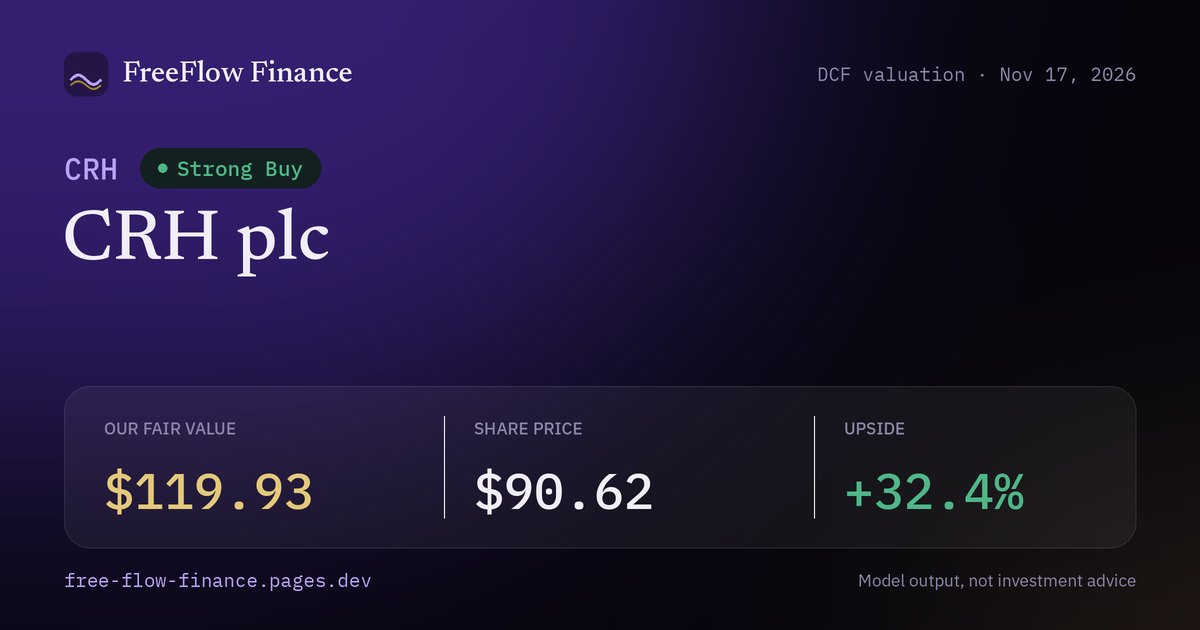 FreeFlow Finance
DCF valuation · Nov 17, 2026
CRH
Strong Buy
CRH plc
OUR FAIR VALUE
SHARE PRICE
UPSIDE
$119.93
$90.62
+32.4%
free-flow-finance.pages.dev
Model output, not investment advice